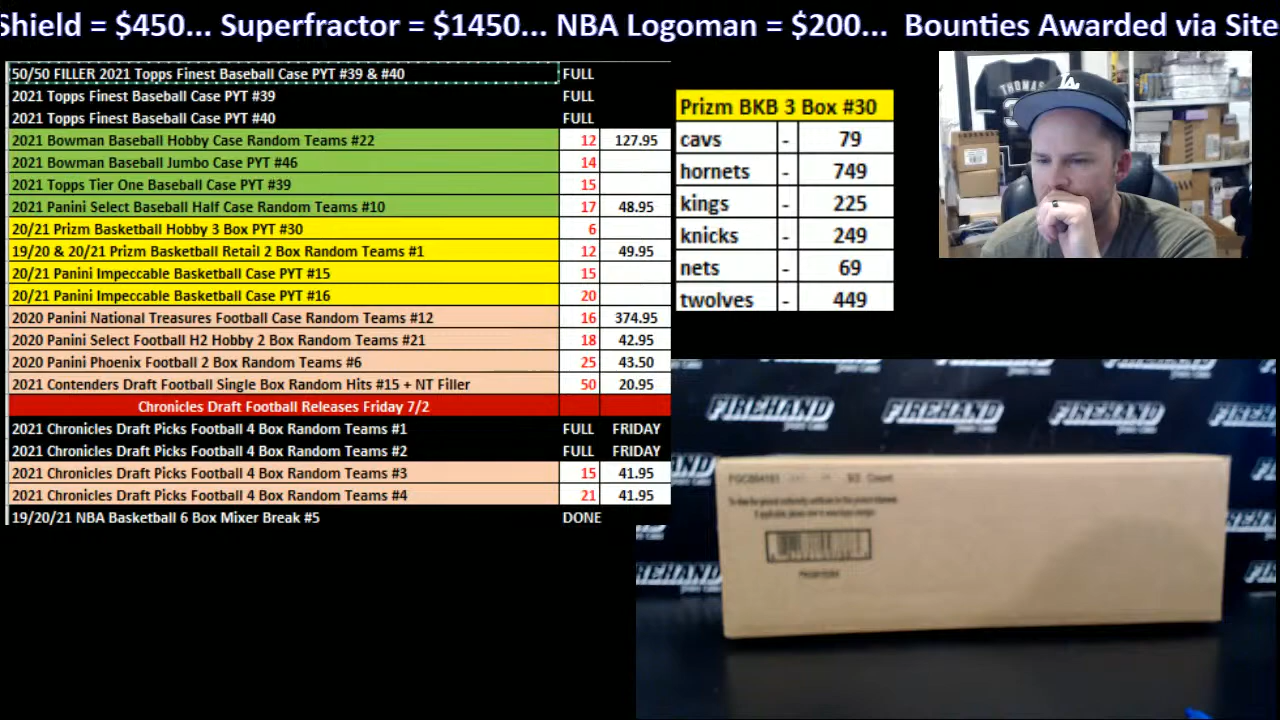 Shield = $450... Superfractor = $1450... NBA Logoman = $200... Bounties Awarded via Site
50/50 FILLER 2021 Topps Finest Baseball Case PYT #39 & #40 FULL
2021 Topps Finest Baseball Case PYT #39 FULL
2021 Topps Finest Baseball Case PYT #40 FULL
2021 Bowman Baseball Hobby Case Random Teams #22 12 127.95
2021 Bowman Baseball Jumbo Case PYT #46 14
2021 Topps Tier One Baseball Case PYT #39 15
2021 Panini Select Baseball Half Case Random Teams #10 17 48.95
20/21 Prizm Basketball Hobby 3 Box PYT #30 6
19/20 & 20/21 Prizm Basketball Retail 2 Box Random Teams #1 12 49.95
20/21 Panini Impeccable Basketball Case PYT #15 15
20/21 Panini Impeccable Basketball Case PYT #16 20
2020 Panini National Treasures Football Case Random Teams #12 16 374.95
2020 Panini Select Football H2 Hobby 2 Box Random Teams #21 18 42.95
2020 Panini Phoenix Football 2 Box Random Teams #6 25 43.50
2021 Contenders Draft Football Single Box Random Hits #15 + NT Filler 50 20.95
Chronicles Draft Football Releases Friday 7/2
2021 Chronicles Draft Picks Football 4 Box Random Teams #1 FULL FRIDAY
2021 Chronicles Draft Picks Football 4 Box Random Teams #2 FULL FRIDAY
2021 Chronicles Draft Picks Football 4 Box Random Teams #3 15 41.95
2021 Chronicles Draft Picks Football 4 Box Random Teams #4 21 41.95
19/20/21 NBA Basketball 6 Box Mixer Break #5 DONE
Prizm BKB 3 Box #30
cavs - 79
hornets - 749
kings - 225
knicks - 249
nets - 69
twolves - 449
THOMAS
LA
FIREHAND FIREHAND FIREHAND
Count
FIREHAND
FIREHAND